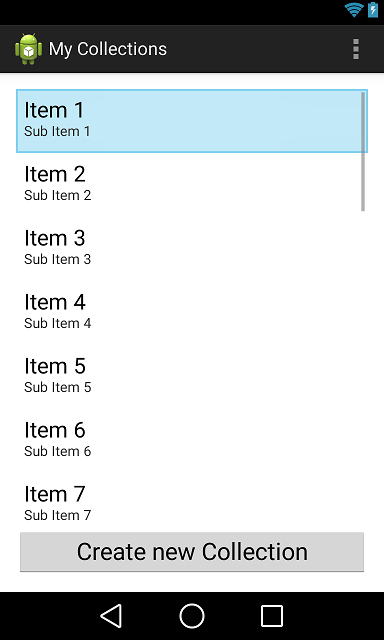 My Collections
Item 1
Sub Item 1
Item 2
Sub Item 2
Item 3
Sub Item 3
Item 4
Sub Item 4
Item 5
Sub Item 5
Item 6
Sub Item 6
Item 7
Sub Item 7
Create new Collection